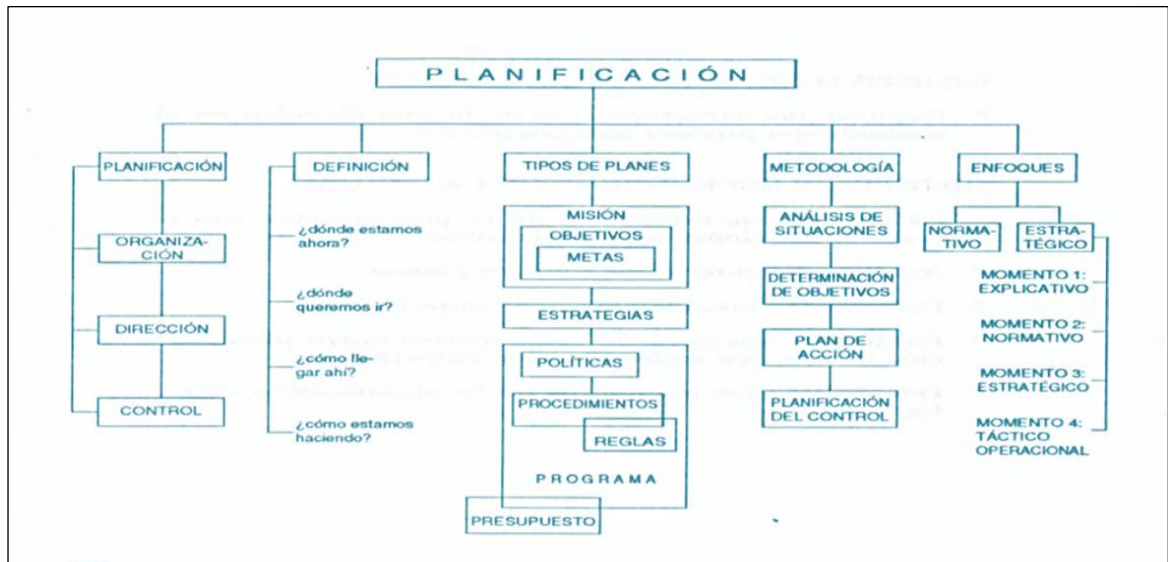 PLANIFICACIÓN
PLANIFICACIÓN
ORGANIZA-
CIÓN
DIRECCIÓN
CONTROL
DEFINICIÓN
¿dónde estamos
ahora?
¿dónde
queremos ir?
¿cómo lle-
gar ahí?
¿cómo estamos
haciendo?
TIPOS DE PLANES
MISIÓN
OBJETIVOS
METAS
ESTRATEGIAS
POLÍTICAS
PROCEDIMIENTOS
REGLAS
PROGRAMA
PRESUPUESTO
METODOLOGÍA
ANÁLISIS DE
SITUACIONES
DETERMINACIÓN
DE OBJETIVOS
PLAN DE
ACCIÓN
PLANIFICACIÓN
DEL CONTROL
ENFOQUES
NORMA-
TIVO
ESTRA-
TÉGICO
MOMENTO 1:
EXPLICATIVO
MOMENTO 2:
NORMATIVO
MOMENTO 3:
ESTRATÉGICO
MOMENTO 4:
TÁCTICO
OPERACIONAL